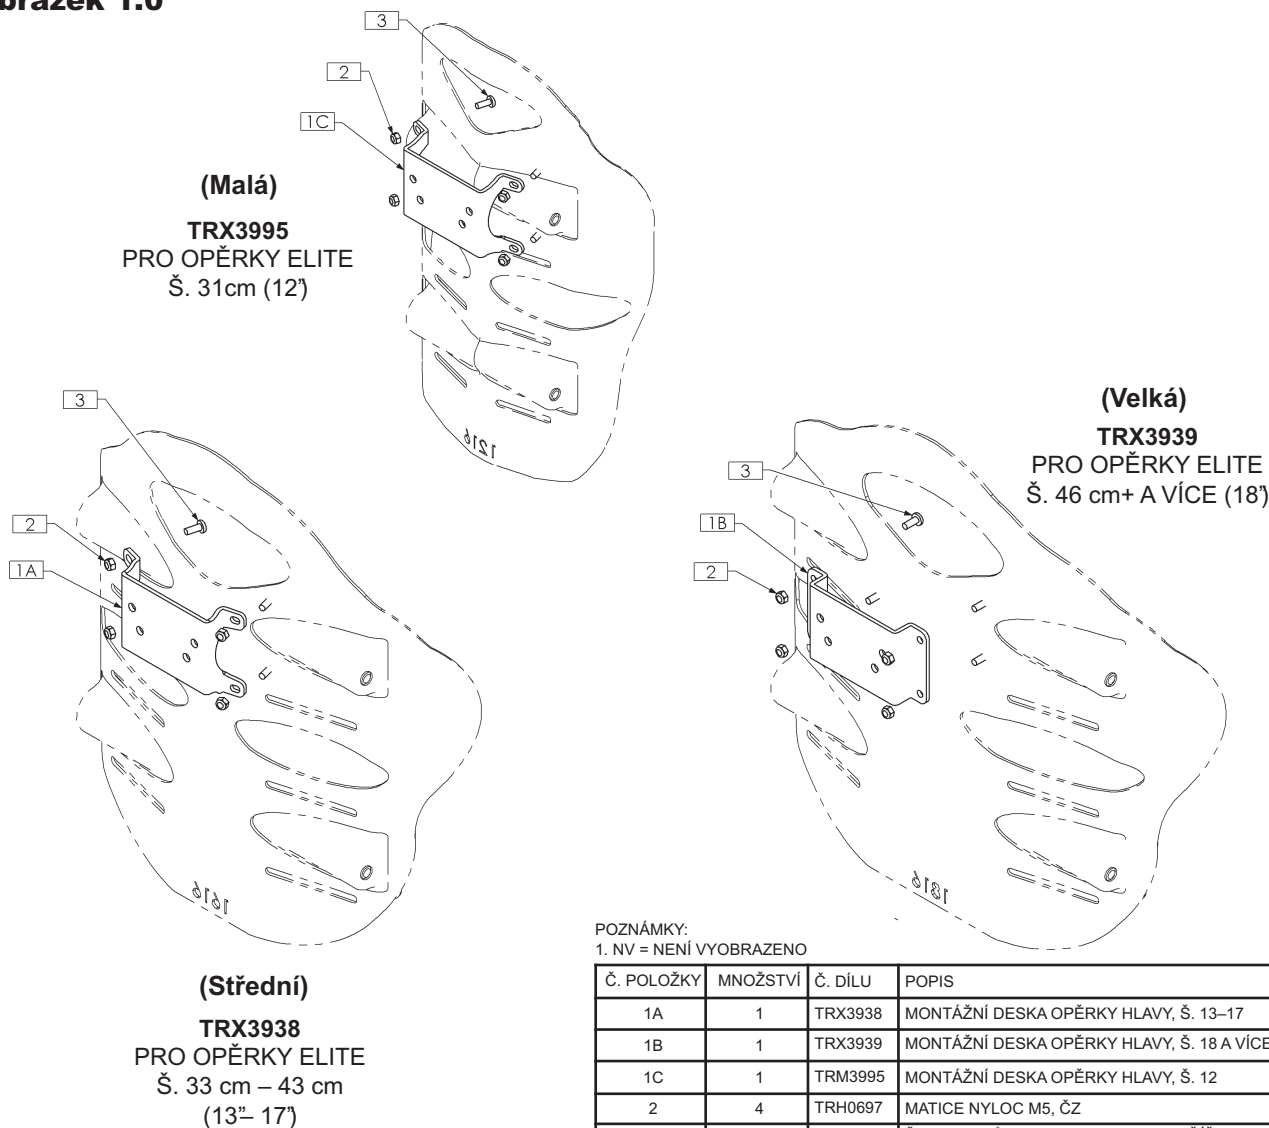 brázek 1.0
3
2
1C
(Malá)
TRX3995
PRO OPĚRKY ELITE
Š. 31cm (12")
1216
3
2
1A
1616
(Střední)
TRX3938
PRO OPĚRKY ELITE
Š. 33 cm – 43 cm
(13"– 17")
(Velká)
TRX3939
PRO OPĚRKY ELITE
Š. 46 cm+ A VÍCE (18")
3
1B
2
1816
POZNÁMKY:
1. NV = NENÍ VYOBRAZENO
Č. POLOŽKY MNOŽSTVÍ Č. DÍLU POPIS
1A 1 TRX3938 MONTÁŽNÍ DESKA OPĚRKY HLAVY, Š. 13–17
1B 1 TRX3939 MONTÁŽNÍ DESKA OPĚRKY HLAVY, Š. 18 A VÍCE
1C 1 TRM3995 MONTÁŽNÍ DESKA OPĚRKY HLAVY, Š. 12
2 4 TRH0697 MATICE NYLOC M5, ČZ